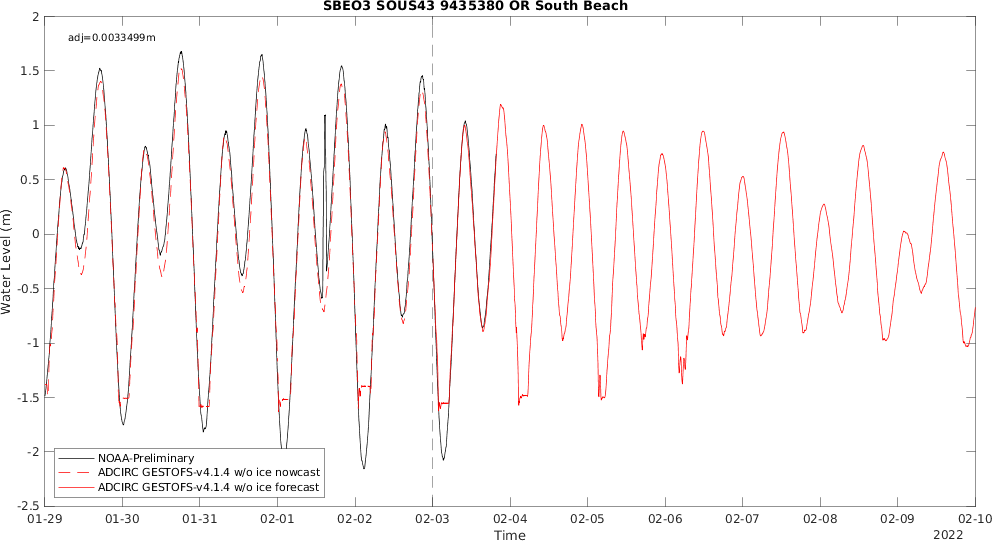 SBEO3 SOUS43 9435380 OR South Beach
adj=0.0033499m
2
1.5
1
0.5
0
-0.5
-1
-1.5
-2
-2.5
Water Level (m)
NOAA-Preliminary
ADCIRC GESTOFS-v4.1.4 w/o ice nowcast
ADCIRC GESTOFS-v4.1.4 w/o ice forecast
01-29 01-30 01-31 02-01 02-02 02-03 02-04 02-05 02-06 02-07 02-08 02-09 02-10
Time
2022